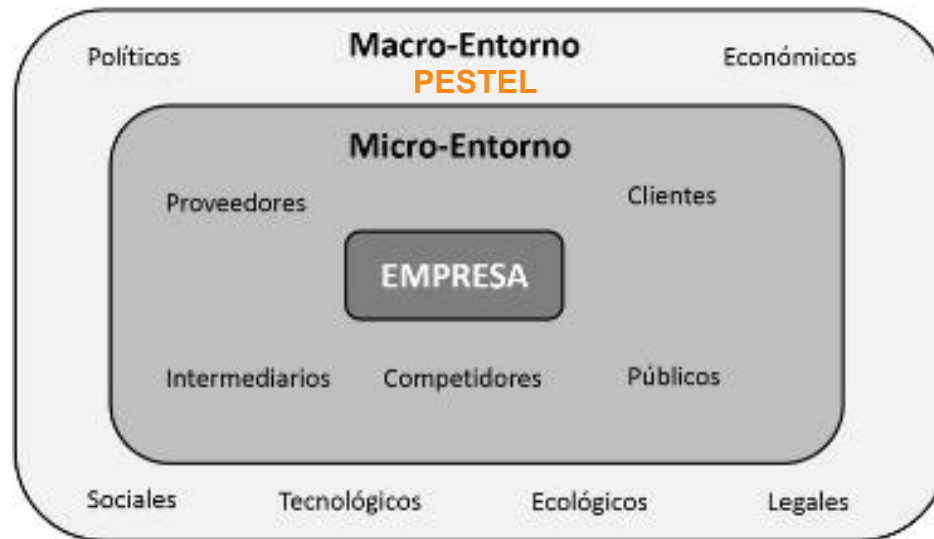 Políticos
Macro-Entorno
Económicos
PESTEL
Micro-Entorno
Proveedores
Clientes
EMPRESA
Intermediarios
Competidores
Públicos
Sociales
Tecnológicos
Ecológicos
Legales